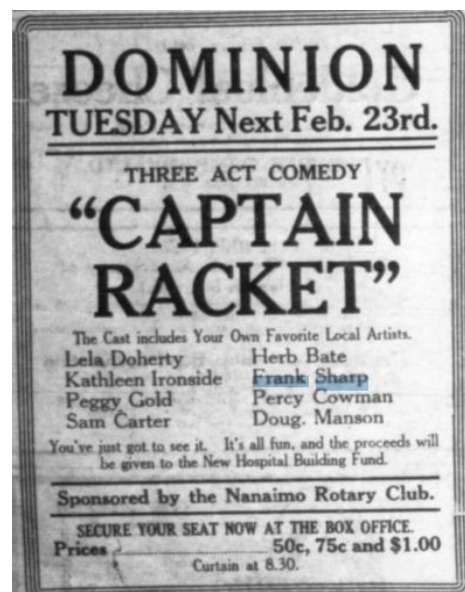 DOMINION
TUESDAY Next Feb. 23rd.
THREE ACT COMEDY
"CAPTAIN
RACKET"
The Cast includes Your Own Favorite Local Artists.
Lela Doherty Herb Bate
Kathleen Ironside Frank Sharp
Peggy Gold Percy Cowman
Sam Carter Doug. Manson
You've just got to see it. It's all fun, and the proceeds will
be given to the New Hospital Building Fund.
Sponsored by the Nanaimo Rotary Club.
SECURE YOUR SEAT NOW AT THE BOX OFFICE.
Prices 50c, 75c and $1.00
Curtain at 8.30.